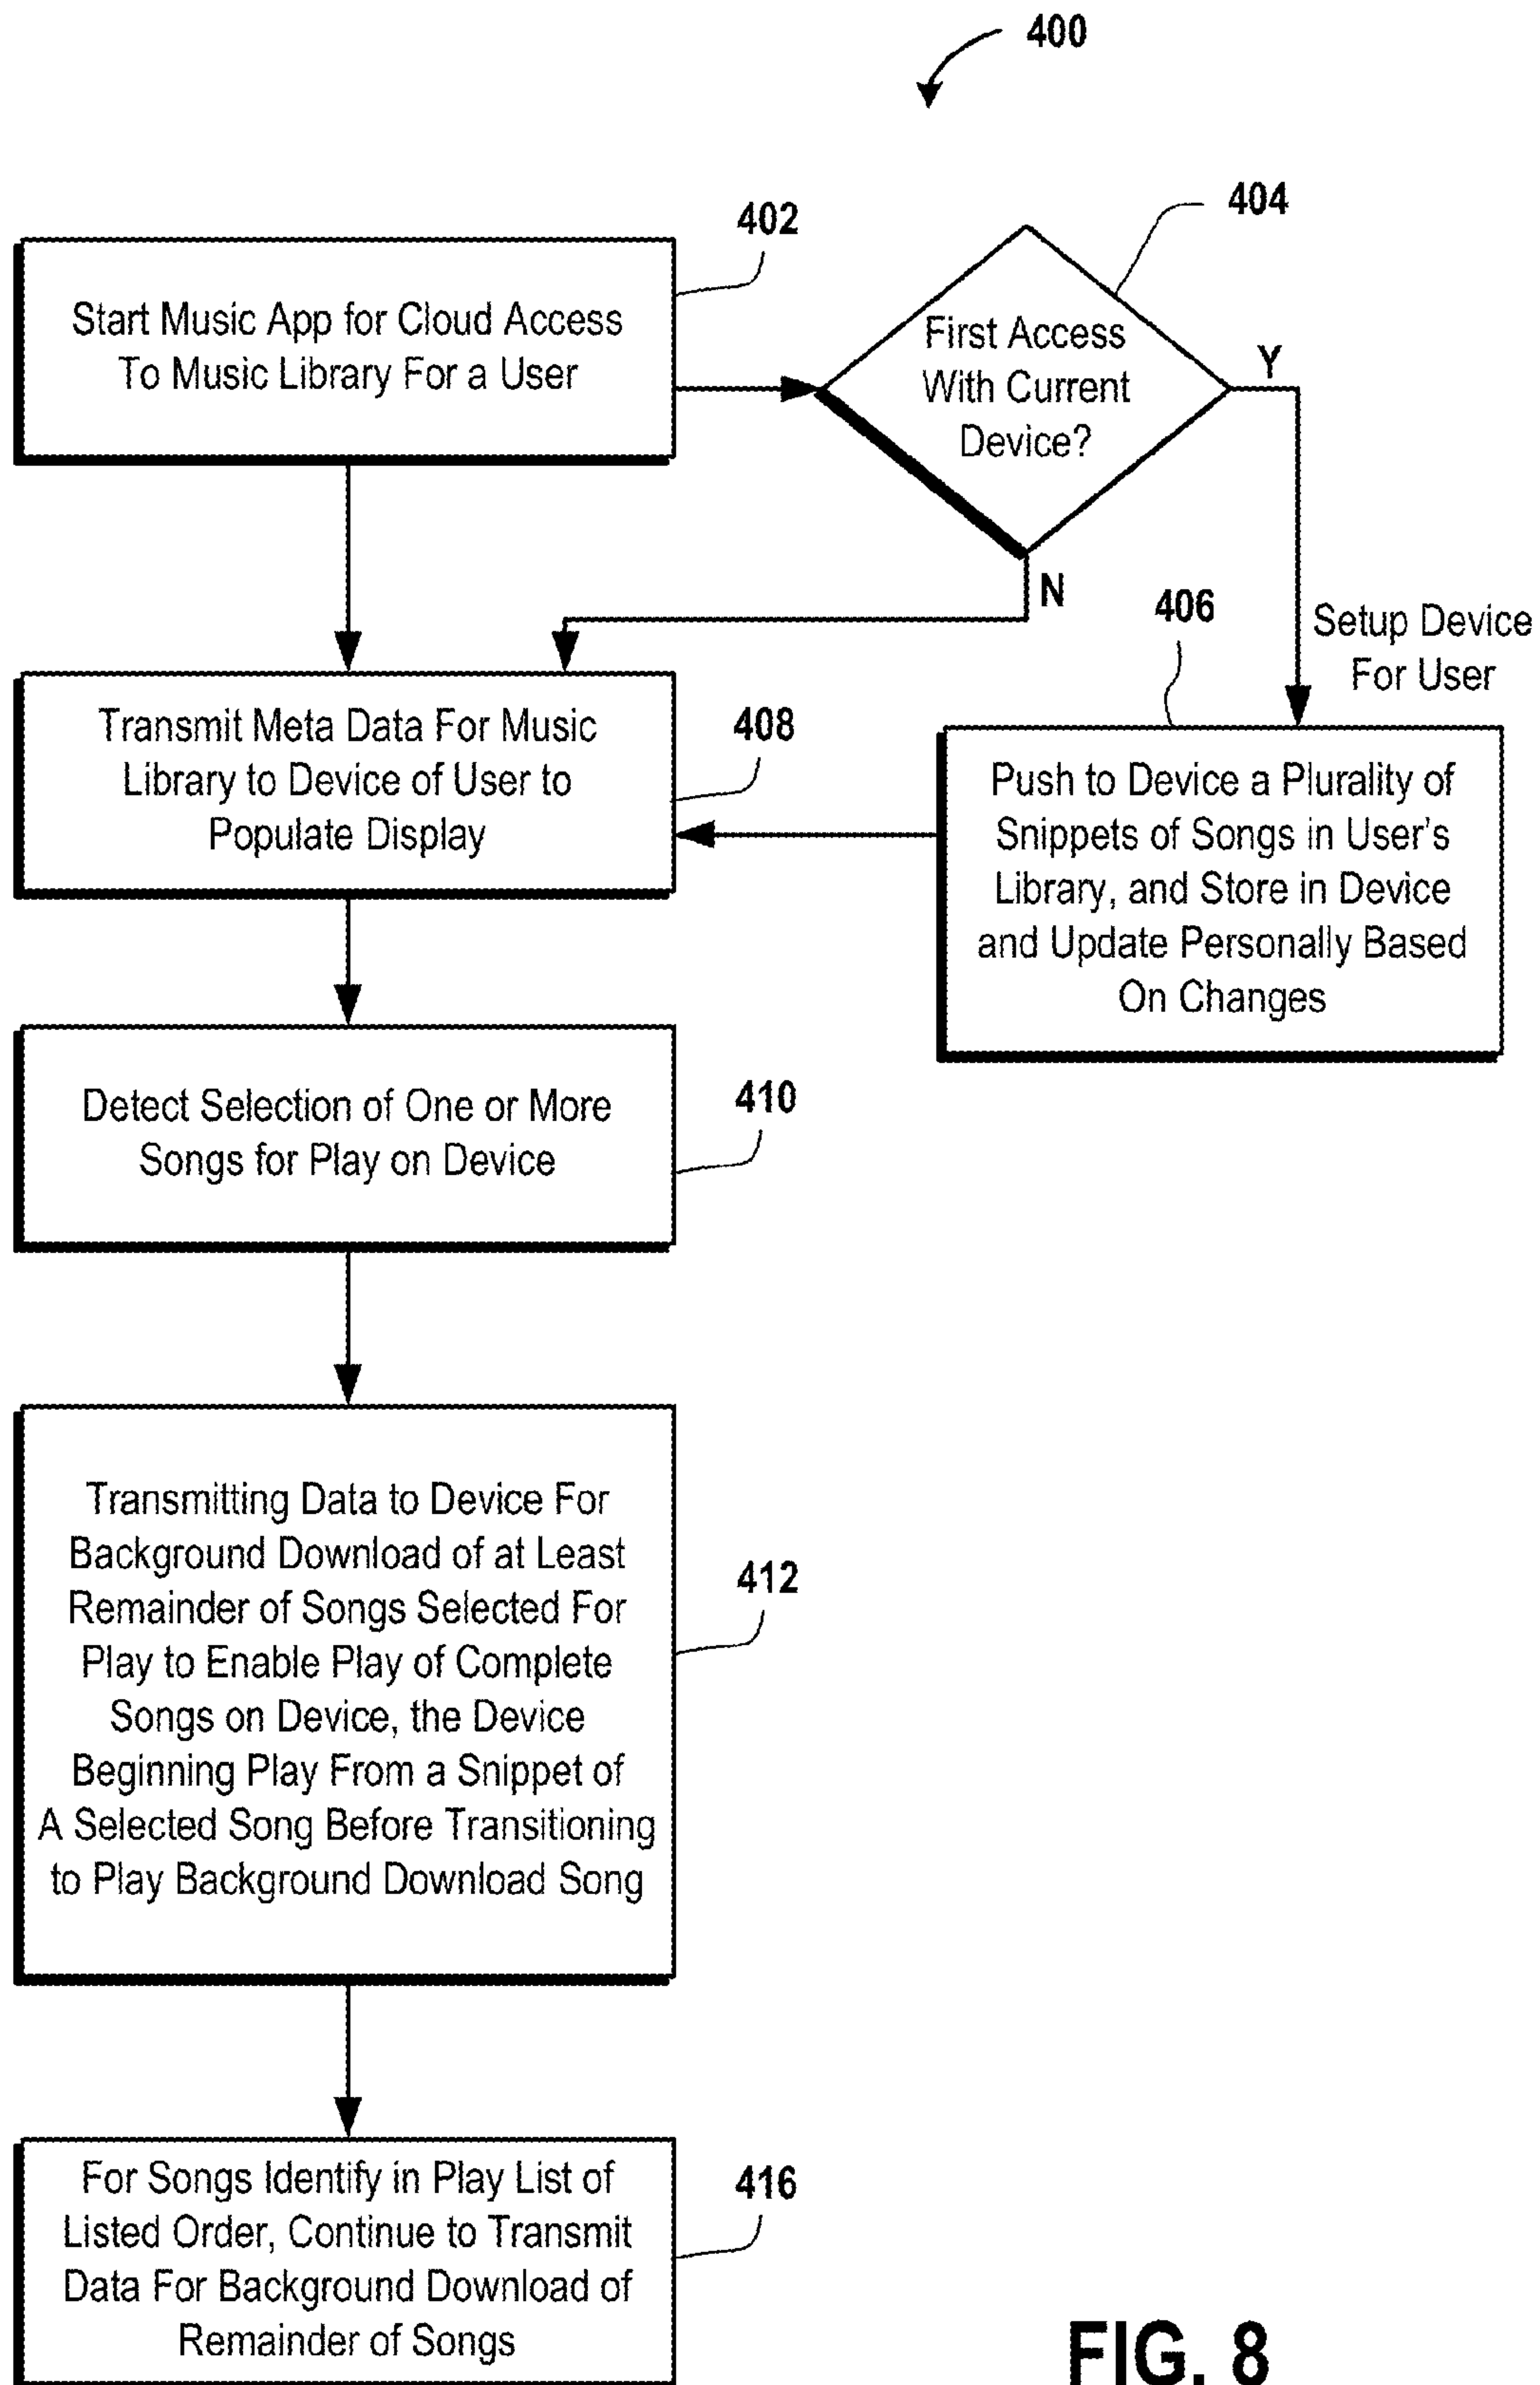 400
402
Start Music App for Cloud Access
To Music Library For a User
404
First Access
With Current
Device?
Y
N
Setup Device
For User
406
Push to Device a Plurality of
Snippets of Songs in User's
Library, and Store in Device
and Update Personally Based
On Changes
408
Transmit Meta Data For Music
Library to Device of User to
Populate Display
410
Detect Selection of One or More
Songs for Play on Device
412
Transmitting Data to Device For
Background Download of at Least
Remainder of Songs Selected For
Play to Enable Play of Complete
Songs on Device, the Device
Beginning Play From a Snippet of
A Selected Song Before Transitioning
to Play Background Download Song
416
For Songs Identify in Play List of
Listed Order, Continue to Transmit
Data For Background Download of
Remainder of Songs
FIG. 8